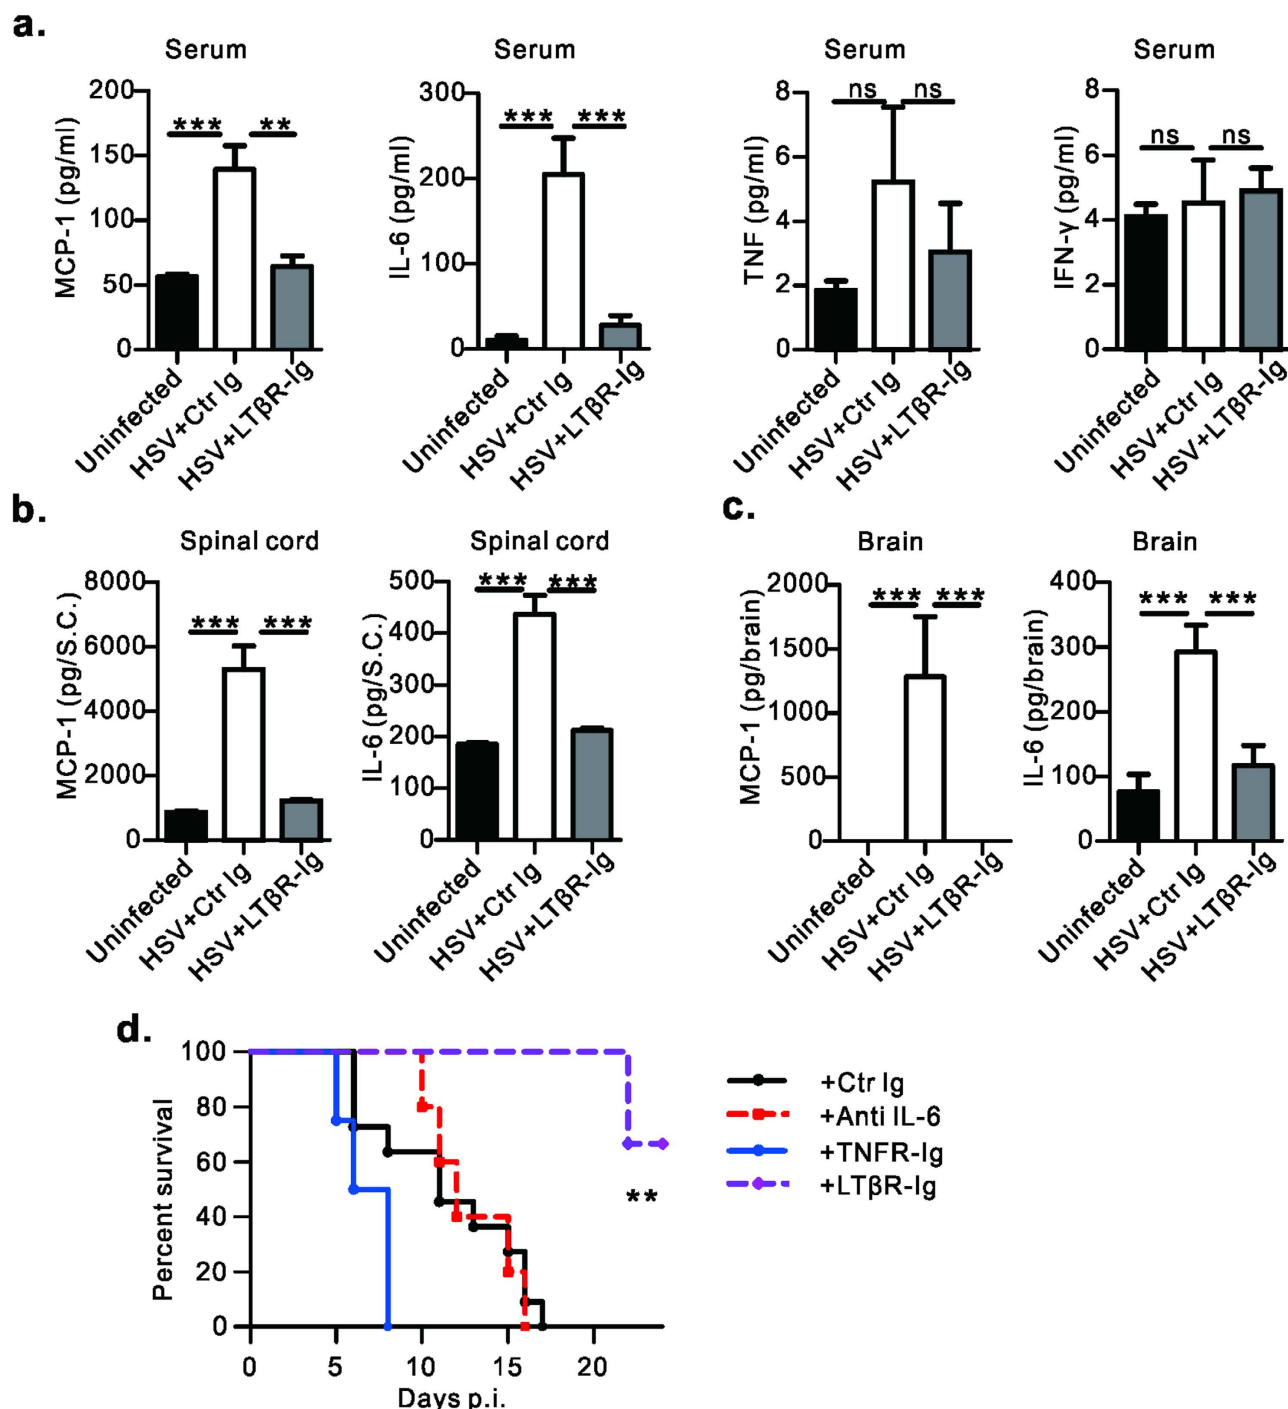 a.
Serum
MCP-1 (pg/ml)
200
150
100
50
0
***
**
Uninfected
HSV+Ctr Ig
HSV+LTβR-Ig
Serum
IL-6 (pg/ml)
300
200
100
0
***
***
Uninfected
HSV+Ctr Ig
HSV+LTβR-Ig
Serum
TNF (pg/ml)
8
6
4
2
0
ns
ns
Uninfected
HSV+Ctr Ig
HSV+LTβR-Ig
Serum
IFN-γ (pg/ml)
8
6
4
2
0
ns
ns
Uninfected
HSV+Ctr Ig
HSV+LTβR-Ig
b.
Spinal cord
MCP-1 (pg/S.C.)
8000
6000
4000
2000
0
***
***
Uninfected
HSV+Ctr Ig
HSV+LTβR-Ig
Spinal cord
IL-6 (pg/S.C.)
500
400
300
200
100
0
***
***
Uninfected
HSV+Ctr Ig
HSV+LTβR-Ig
c.
Brain
MCP-1 (pg/brain)
2000
1500
1000
500
0
***
***
Uninfected
HSV+Ctr Ig
HSV+LTβR-Ig
Brain
IL-6 (pg/brain)
400
300
200
100
0
***
***
Uninfected
HSV+Ctr Ig
HSV+LTβR-Ig
d.
Percent survival
100
80
60
40
20
0
0 5 10 15 20
Days p.i.
**
+Ctr Ig
+Anti IL-6
+TNFR-Ig
+LTβR-Ig